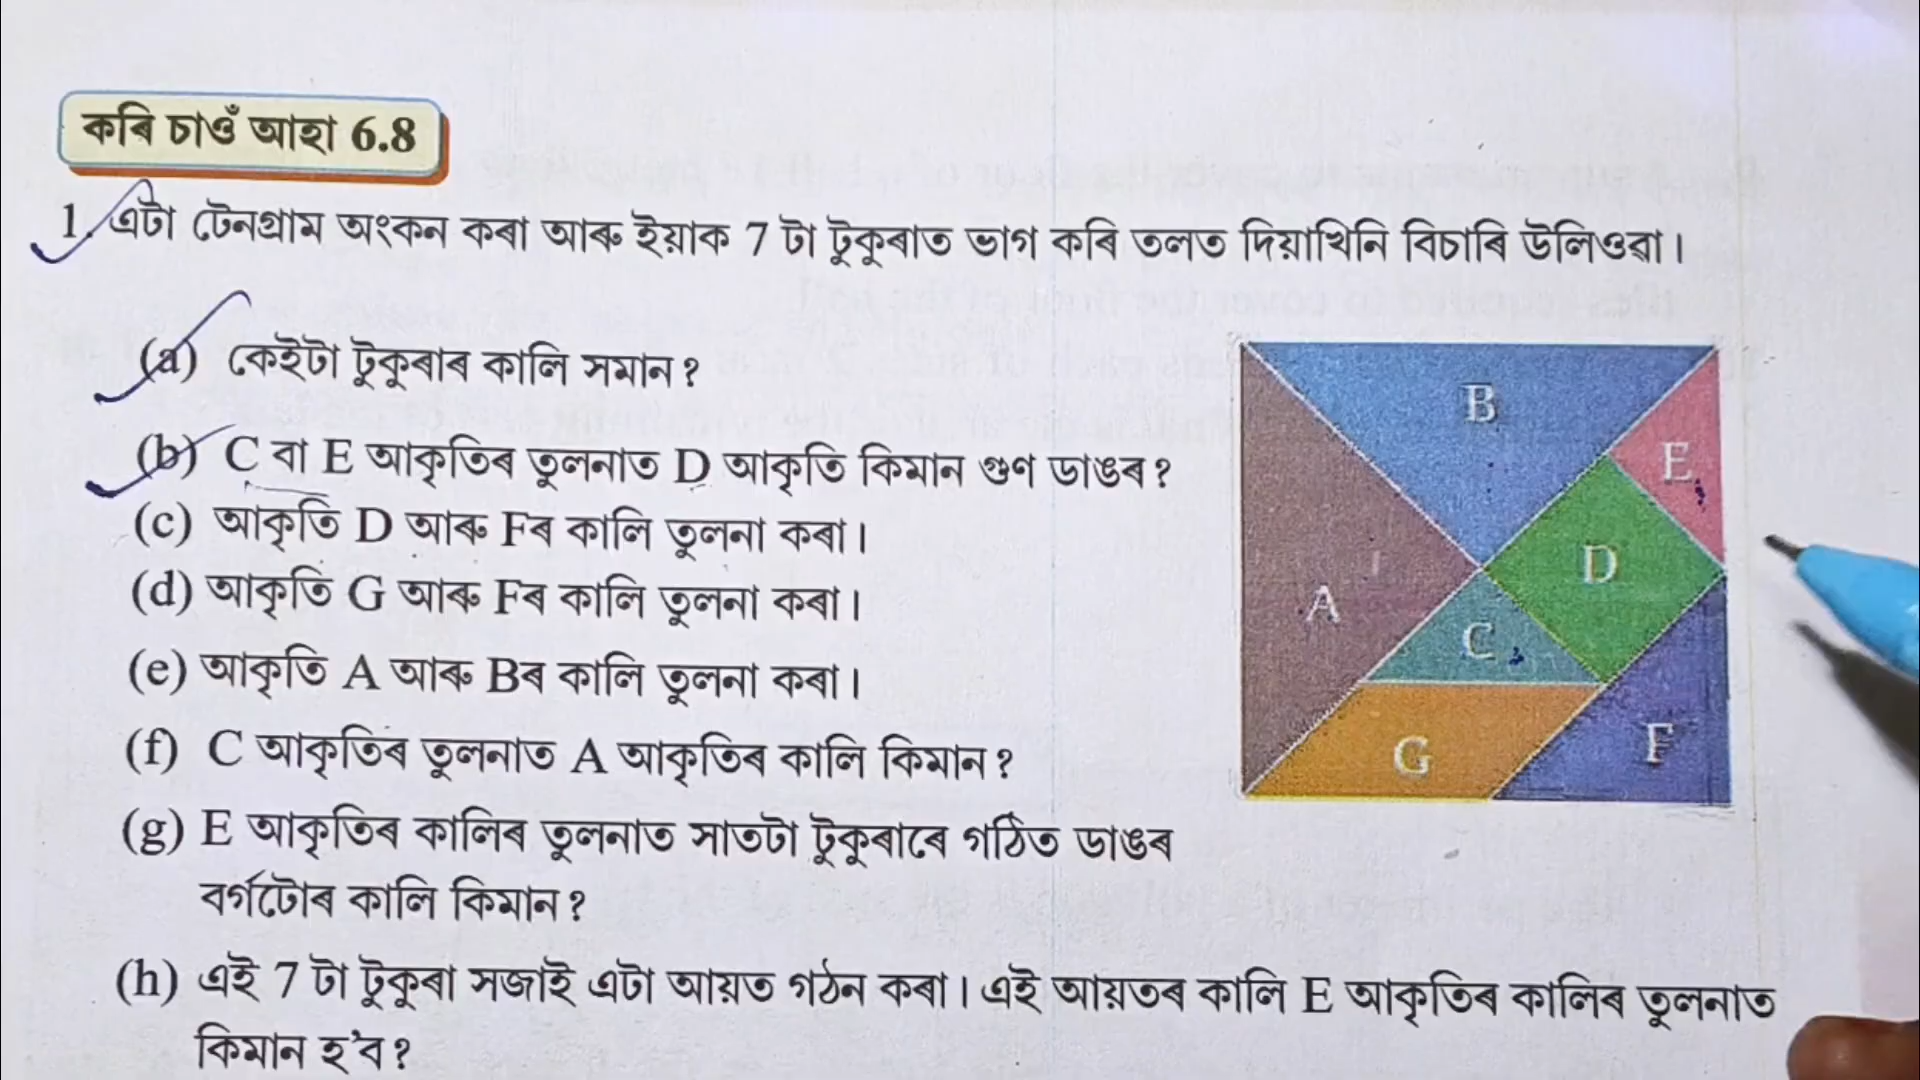 কৰি চাওঁ আহা 6.8
1. এটা টেনগ্ৰাম অংকন কৰা আৰু ইয়াক 7 টা টুকুৰাত ভাগ কৰি তলত দিয়াখিনি বিচাৰি উলিওৱা।
(a) কেইটা টুকুৰাৰ কালি সমান?
(b) C বা E আকৃতিৰ তুলনাত D আকৃতি কিমান গুণ ডাঙৰ?
(c) আকৃতি D আৰু Fৰ কালি তুলনা কৰা।
(d) আকৃতি G আৰু Fৰ কালি তুলনা কৰা।
(e) আকৃতি A আৰু Bৰ কালি তুলনা কৰা।
(f) C আকৃতিৰ তুলনাত A আকৃতিৰ কালি কিমান?
(g) E আকৃতিৰ কালিৰ তুলনাত সাতটা টুকুৰাৰে গঠিত ডাঙৰ
বৰ্গটোৰ কালি কিমান?
(h) এই 7 টা টুকুৰা সজাই এটা আয়ত গঠন কৰা। এই আয়তৰ কালি E আকৃতিৰ কালিৰ তুলনাত
কিমান হ’ব?
B
E
D
A
C
G
F